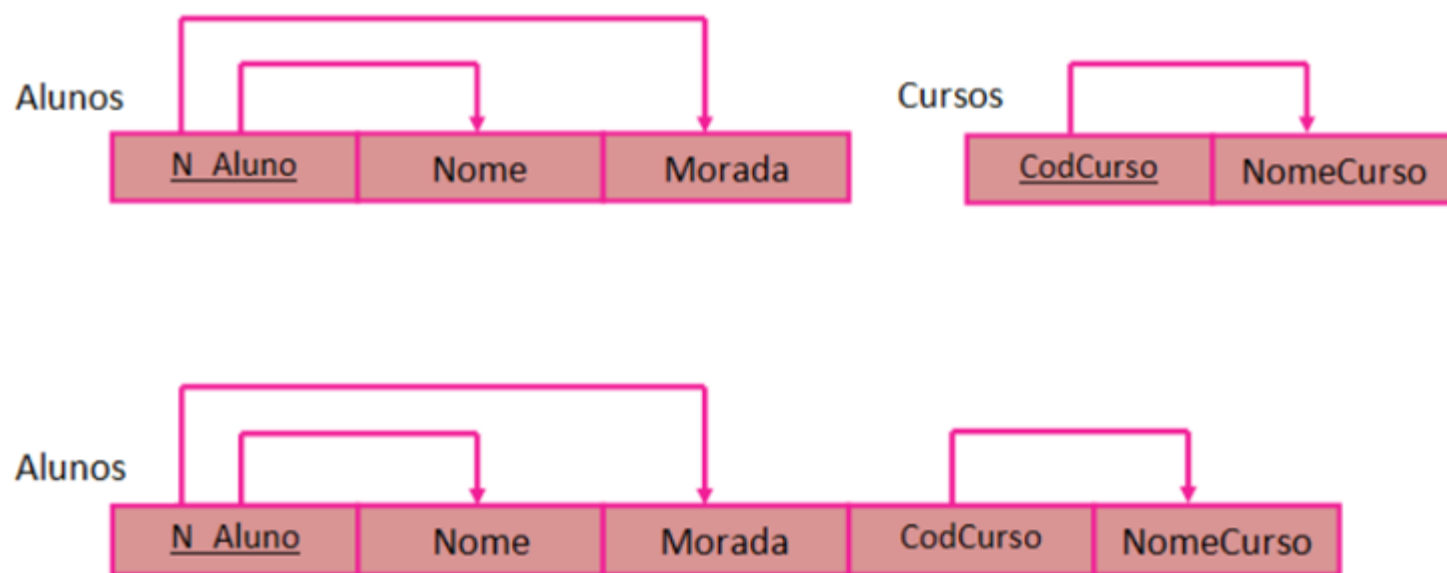 Alunos
N_Aluno Nome Morada
Cursos
CodCurso NomeCurso
Alunos
N_Aluno Nome Morada CodCurso NomeCurso